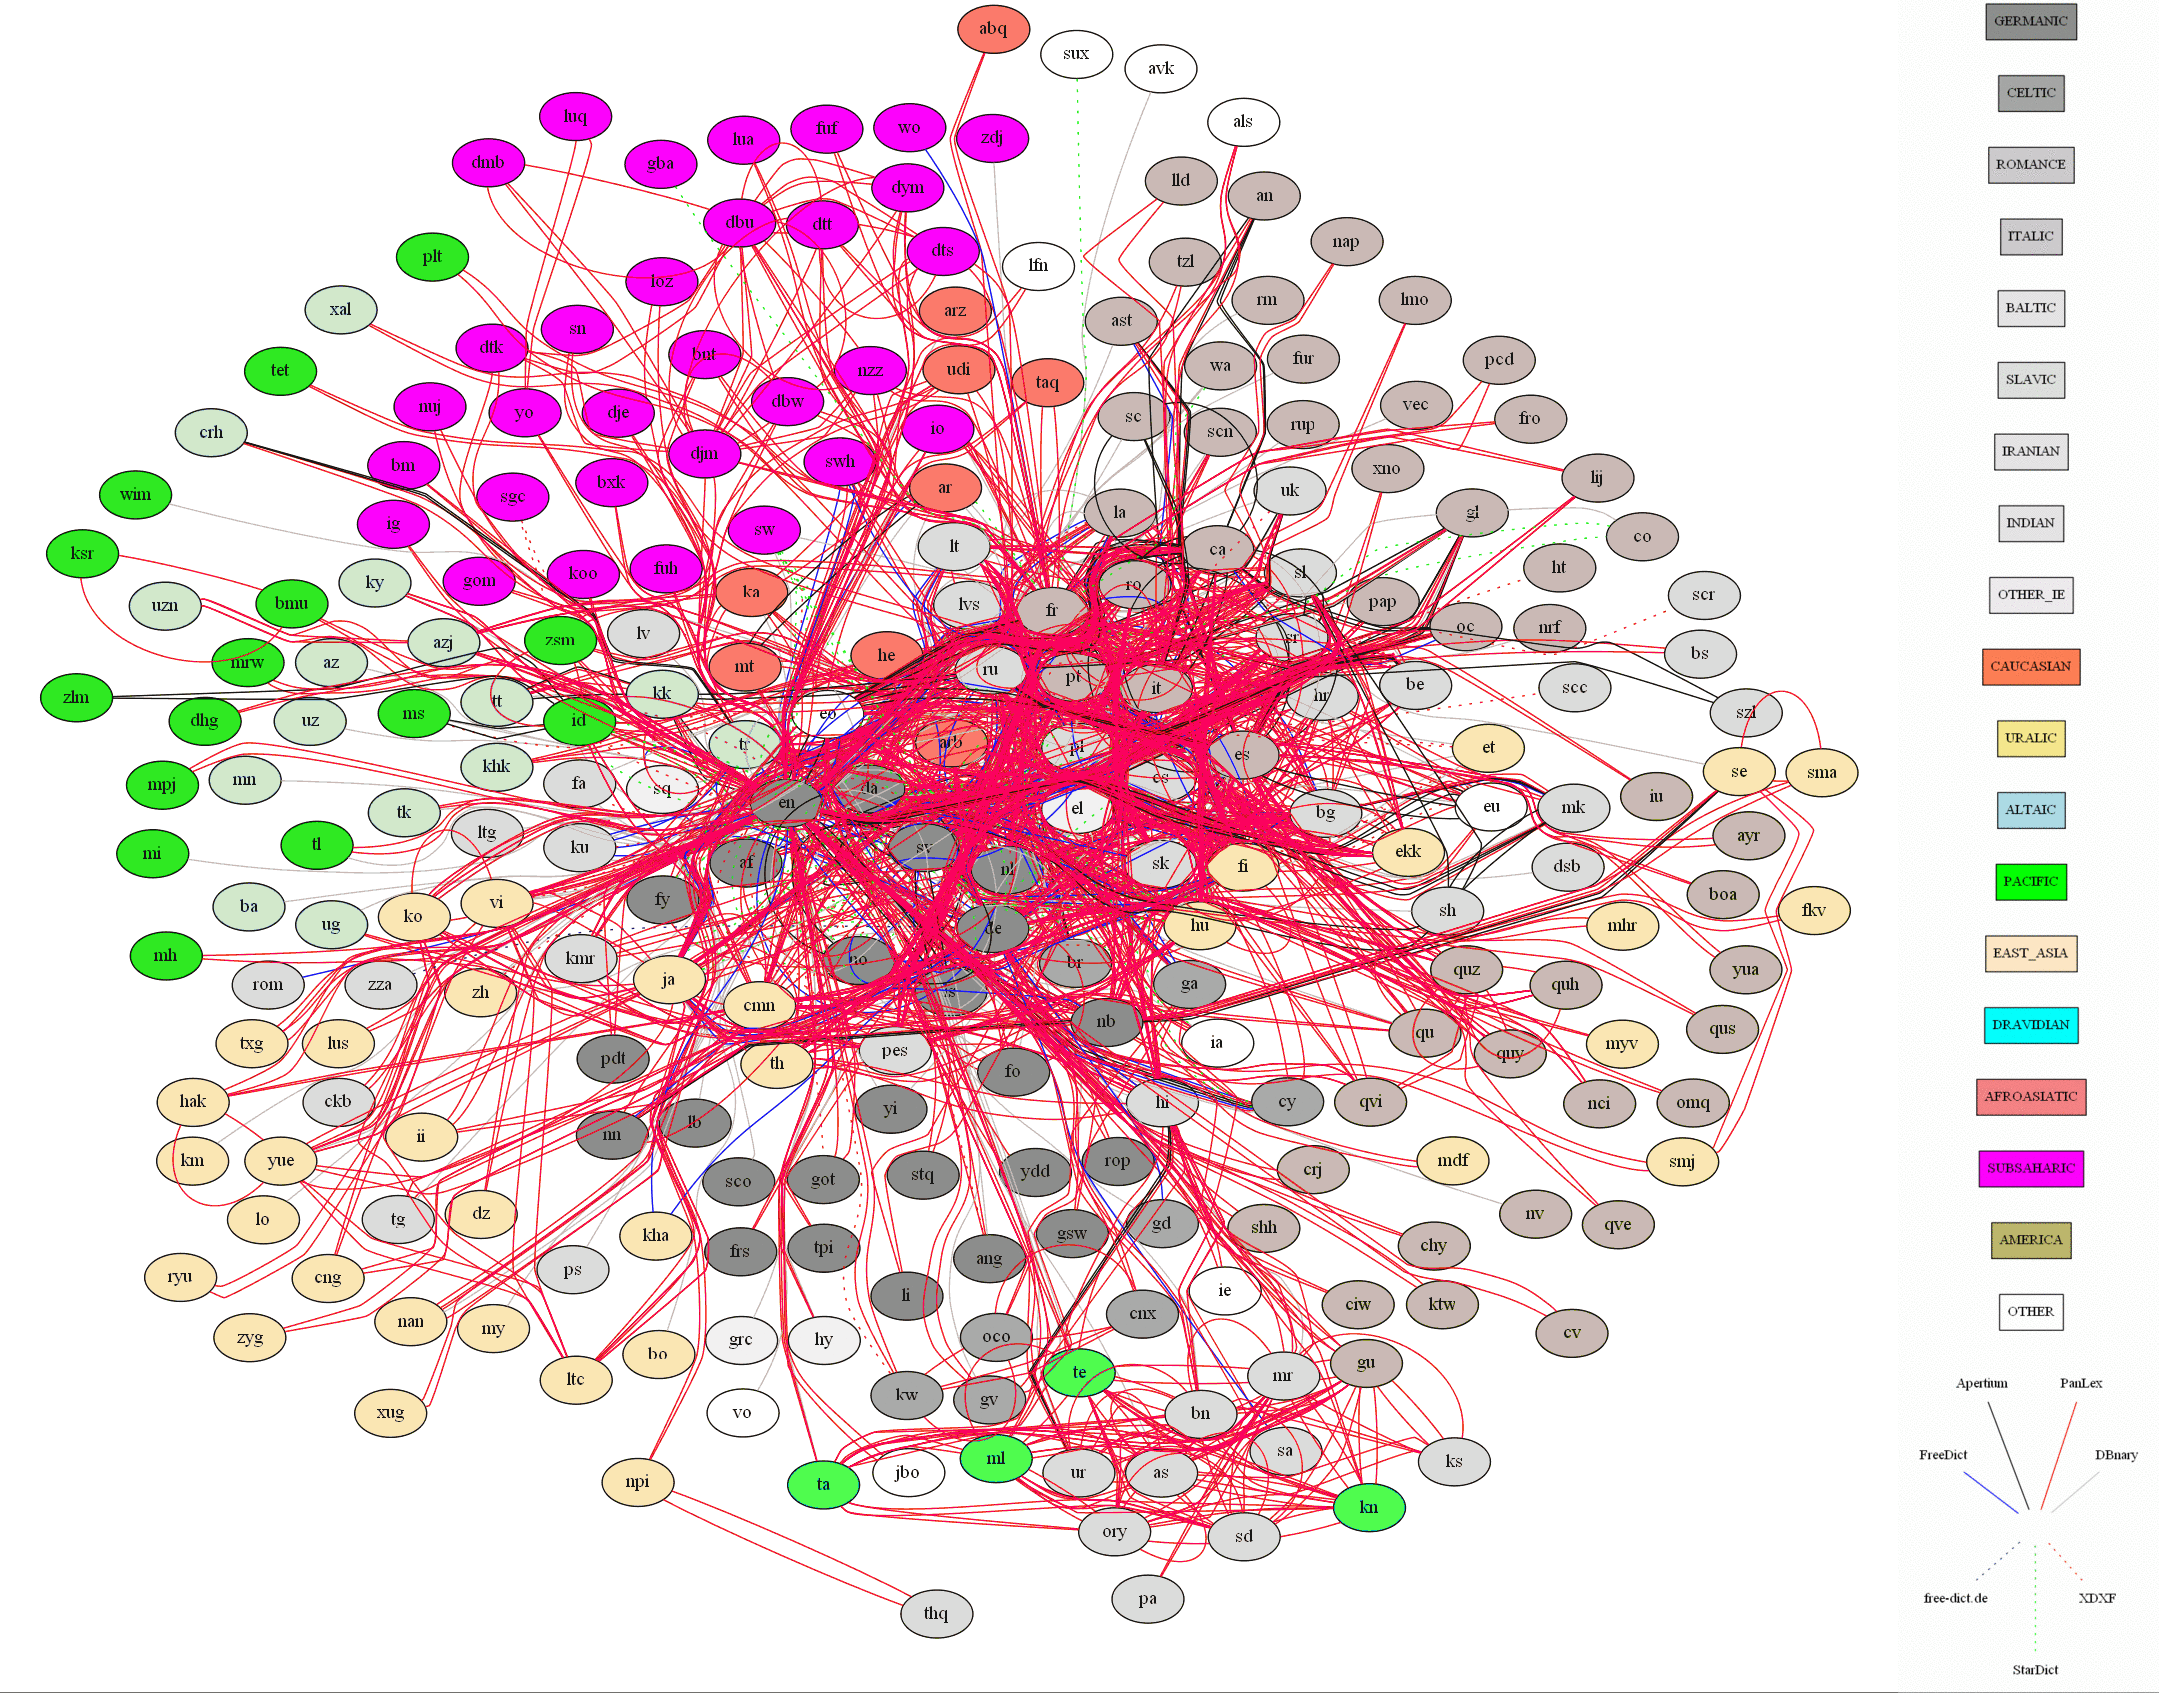 abq
sux
avk
luq
als
lua
fuf
wo
zdj
dmb
gba
lld
dym
an
dbu
dtt
nap
plt
dts
lfn
tzl
loz
rm
lmo
xal
arz
ast
sn
dtk
but
fur
pcd
tet
nzz
udi
taq
wa
dbw
vec
nuj
yo
dje
sc
fro
crh
io
scn
rup
djm
swh
bm
xno
lij
bxk
ar
uk
wim
sgc
la
gl
ig
sw
co
lt
ca
ksr
ht
fuh
sl
koo
gom
ky
ro
ka
scr
bmu
uzn
lvs
fr
pap
oc
nrf
lv
zsm
azj
sr
bs
he
mrw
az
mt
ru
pt
it
be
scc
kk
zlm
tt
hr
szl
ms
id
dhg
uz
eo
tr
arb
pl
et
es
khk
se
sma
cs
mn
fa
mpj
sq
da
iu
en
eu
mk
el
bg
tk
ltg
ayr
tl
ku
sv
mi
ekk
af
sk
fi
dsb
nl
boa
fy
vi
ba
sh
fkv
ko
ug
hu
mhr
de
mh
kmr
no
br
quz
yua
ja
ga
rom
zza
quh
zh
is
cmn
nb
qus
qu
txg
lus
ia
myv
pes
quy
pdt
th
fo
hak
ckb
hi
cy
qvi
nci
omq
yi
lb
nn
ii
km
yue
rop
mdf
smj
ydd
crj
stq
got
sco
dz
nv
lo
tg
gd
qve
shh
gsw
kha
tpi
chy
frs
ang
ps
ryu
cng
ie
li
ciw
ktw
cnx
nan
my
cv
zyg
oco
grc
hy
bo
gu
te
mr
ltc
kw
gv
xug
vo
bn
sa
ml
ks
jbo
ur
as
npi
ta
kn
ory
sd
pa
thq
GERMANIC
CELTIC
ROMANCE
ITALIC
BALTIC
SLAVIC
IRANIAN
INDIAN
OTHER_IE
CAUCASIAN
URALIC
ALTAIC
PACIFIC
EAST_ASIA
DRAVIDIAN
AFROASIATIC
SUBSAHARIC
AMERICA
OTHER
Apertium
PanLex
FreeDict
DBnary
free-dict.de
XDXF
StarDict